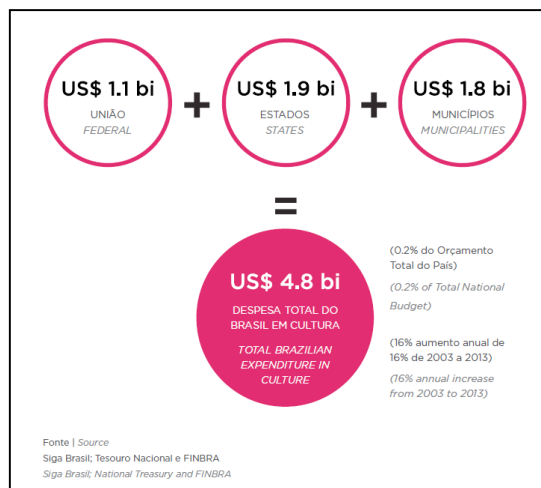 US$ 1.1 bi
UNIÃO
FEDERAL
+
US$ 1.9 bi
ESTADOS
STATES
+
US$ 1.8 bi
MUNICÍPIOS
MUNICIPALITIES
=
US$ 4.8 bi
DESPESA TOTAL DO
BRASIL EM CULTURA
TOTAL BRAZILIAN
EXPENDITURE IN
CULTURE
(0.2% do Orçamento
Total do País)
(0.2% of Total National
Budget)
(16% aumento anual de
16% de 2003 a 2013)
(16% annual increase
from 2003 to 2013)
Fonte | Source
Siga Brasil; Tesouro Nacional e FINBRA
Siga Brasil; National Treasury and FINBRA